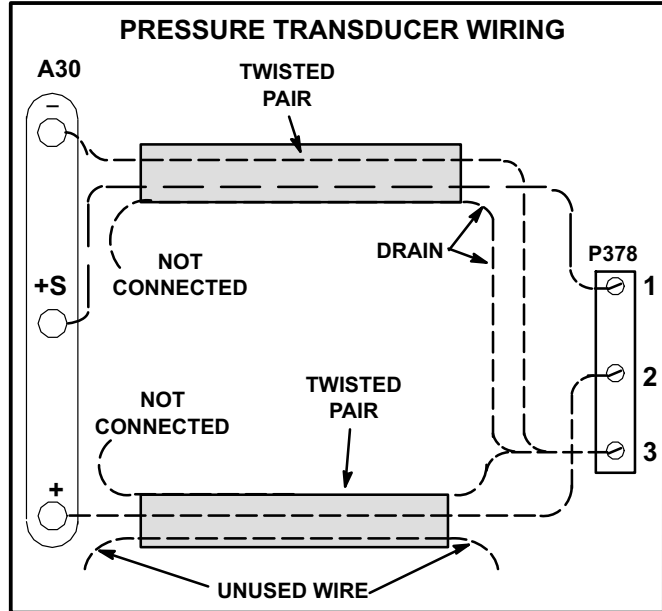 PRESSURE TRANSDUCER WIRING
A30
TWISTED
PAIR
–
DRAIN
NOT
CONNECTED
P378
1
+S
2
TWISTED
PAIR
NOT
CONNECTED
3
+
UNUSED WIRE